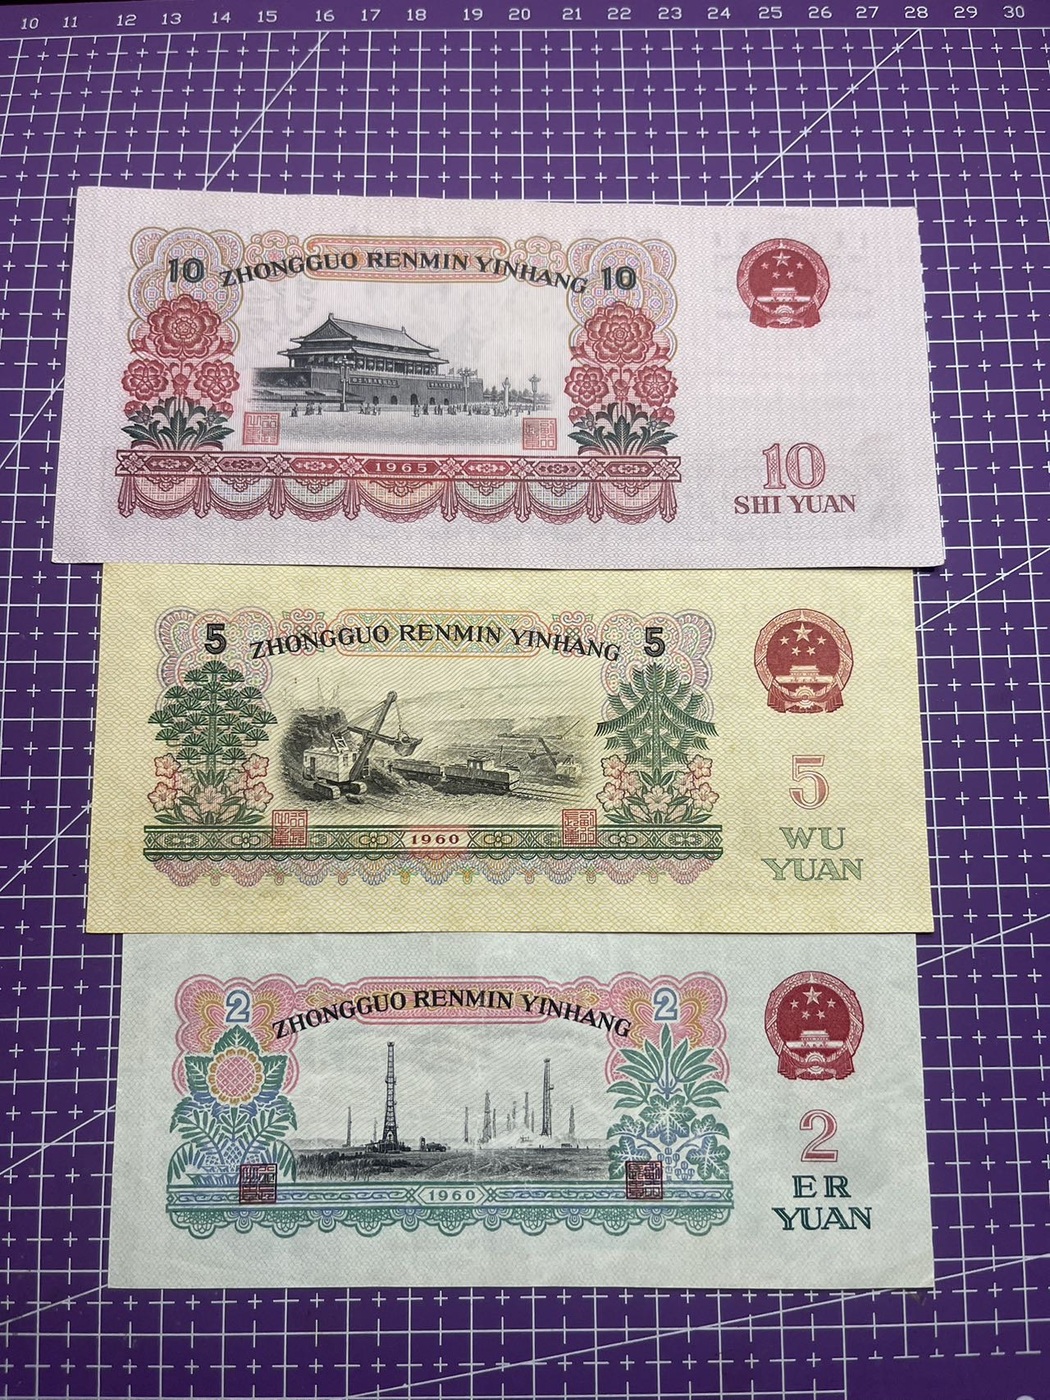 10 11 12 13 14 15 16 17 18 19 20 21 22 23 24 25 26 27 28 29 30
10 ZHONGGUO RENMIN YINHANG 10
1965
10
SHI YUAN
5 ZHONGGUO RENMIN YINHANG 5
1960
5
WU
YUAN
2 ZHONGGUO RENMIN YINHANG 2
1960
2
ER
YUAN